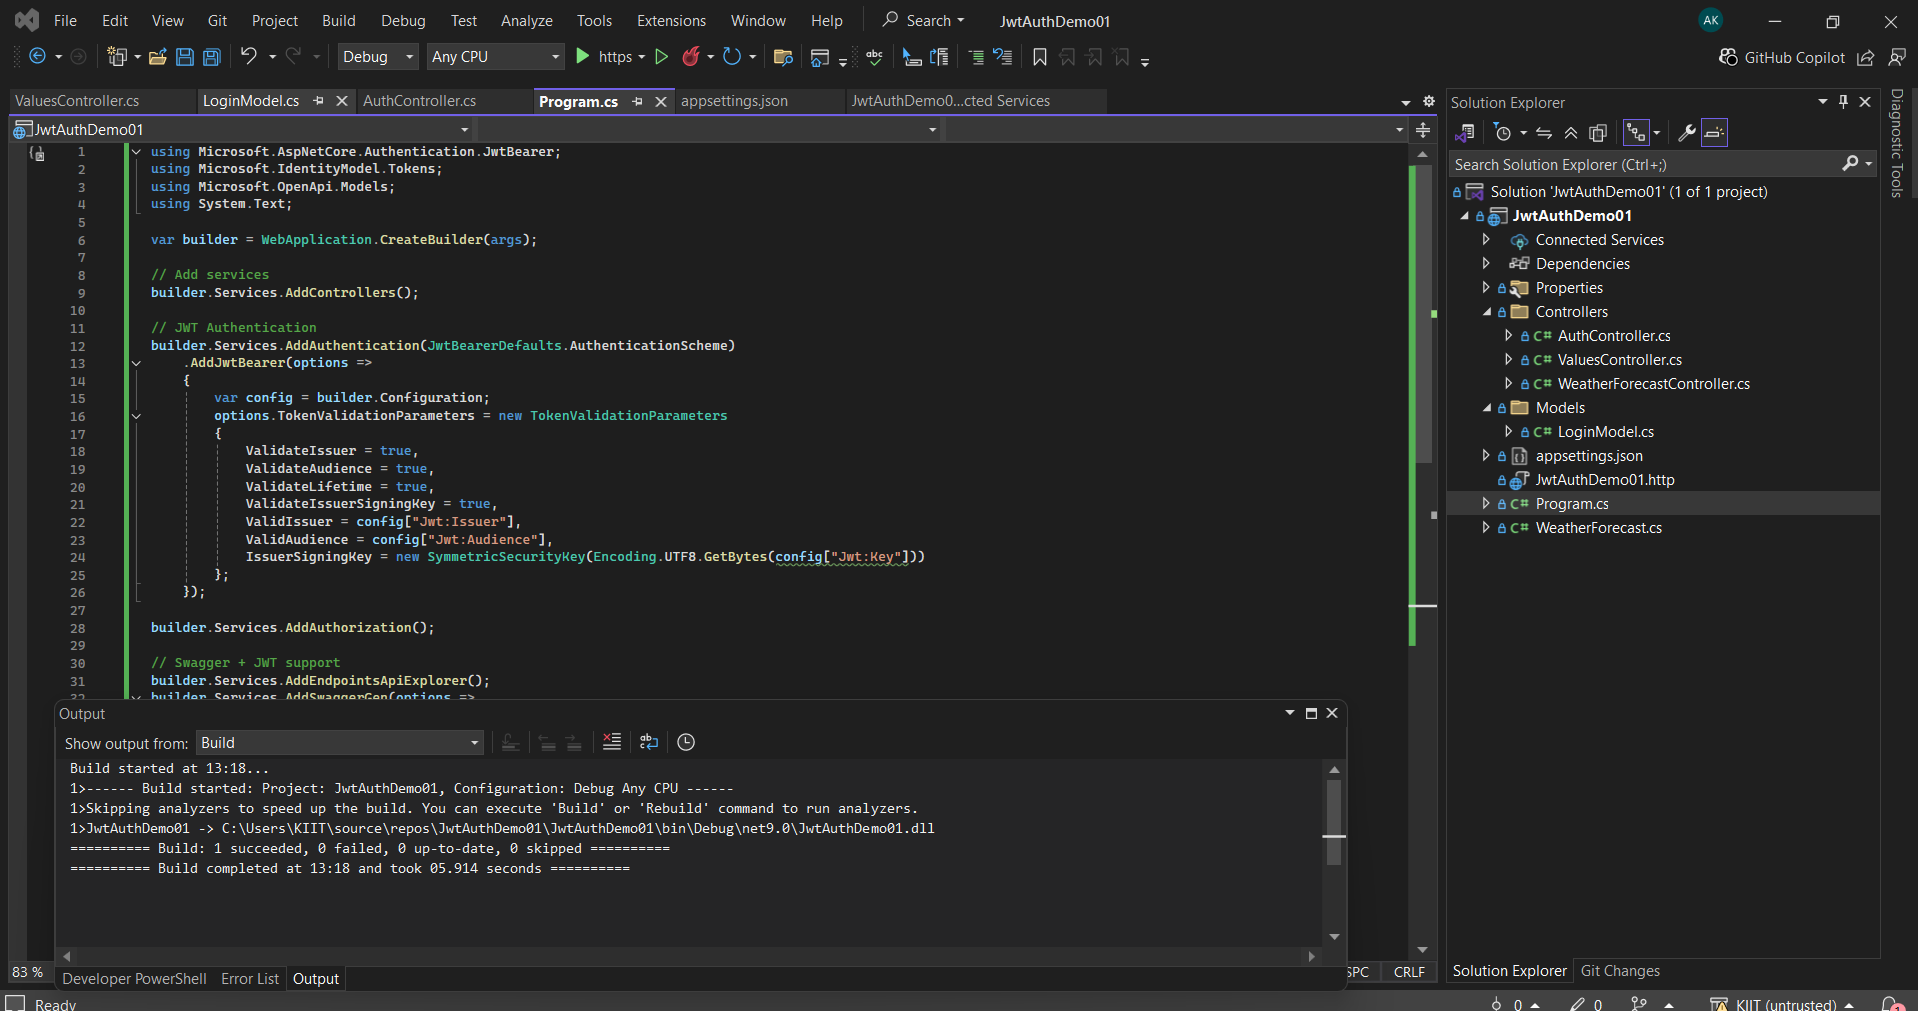 File Edit View Git Project Build Debug Test Analyze Tools Extensions Window Help Search JwtAuthDemo01 AK
Debug Any CPU https GitHub Copilot
ValuesController.cs LoginModel.cs AuthController.cs Program.cs appsettings.json JwtAuthDemo0...cted Services
JwtAuthDemo01
1 using Microsoft.AspNetCore.Authentication.JwtBearer;
2 using Microsoft.IdentityModel.Tokens;
3 using Microsoft.OpenApi.Models;
4 using System.Text;
5
6 var builder = WebApplication.CreateBuilder(args);
7
8 // Add services
9 builder.Services.AddControllers();
10
11 // JWT Authentication
12 builder.Services.AddAuthentication(JwtBearerDefaults.AuthenticationScheme)
13 .AddJwtBearer(options =>
14 {
15 var config = builder.Configuration;
16 options.TokenValidationParameters = new TokenValidationParameters
17 {
18 ValidateIssuer = true,
19 ValidateAudience = true,
20 ValidateLifetime = true,
21 ValidateIssuerSigningKey = true,
22 ValidIssuer = config["Jwt:Issuer"],
23 ValidAudience = config["Jwt:Audience"],
24 IssuerSigningKey = new SymmetricSecurityKey(Encoding.UTF8.GetBytes(config["Jwt:Key"]))
25 };
26 });
27
28 builder.Services.AddAuthorization();
29
30 // Swagger + JWT support
31 builder.Services.AddEndpointsApiExplorer();
32 builder.Services.AddSwaggerGen(options =>
Output
Show output from: Build
Build started at 13:18...
1>------ Build started: Project: JwtAuthDemo01, Configuration: Debug Any CPU ------
1>Skipping analyzers to speed up the build. You can execute 'Build' or 'Rebuild' command to run analyzers.
1>JwtAuthDemo01 -> C:\Users\KIIT\source\repos\JwtAuthDemo01\JwtAuthDemo01\bin\Debug\net9.0\JwtAuthDemo01.dll
========== Build: 1 succeeded, 0 failed, 0 up-to-date, 0 skipped ==========
========== Build completed at 13:18 and took 05.914 seconds ==========
83 % SPC CRLF
Developer PowerShell Error List Output
Solution Explorer
Search Solution Explorer (Ctrl+;)
Solution 'JwtAuthDemo01' (1 of 1 project)
JwtAuthDemo01
Connected Services
Dependencies
Properties
Controllers
C# AuthController.cs
C# ValuesController.cs
C# WeatherForecastController.cs
Models
C# LoginModel.cs
appsettings.json
JwtAuthDemo01.http
C# Program.cs
C# WeatherForecast.cs
Solution Explorer Git Changes
Diagnostic Tools
Ready 0 0 KIIT (untrusted) 1